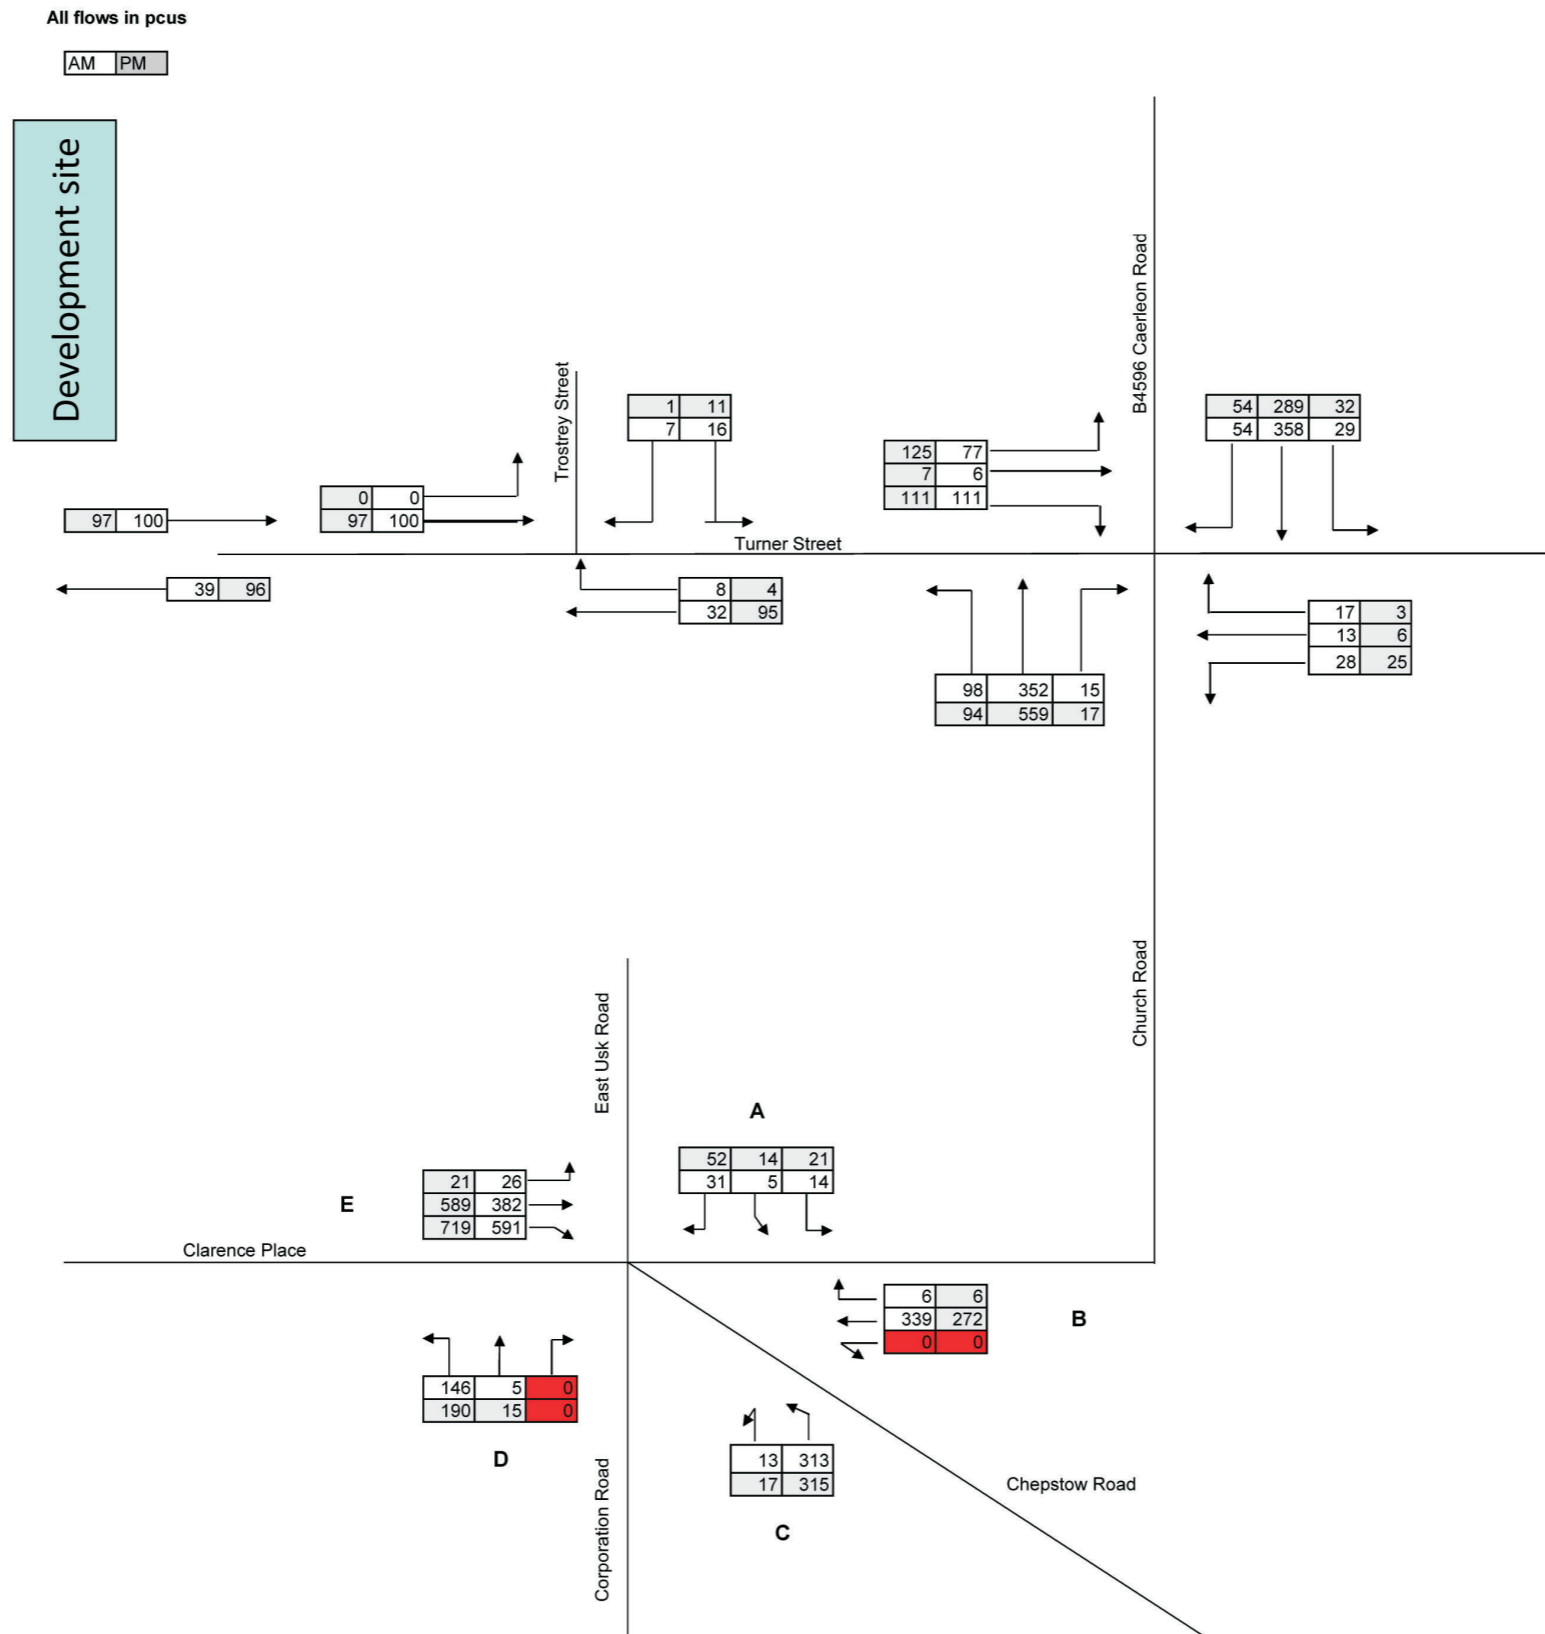 All flows in pcus
AM PM
Development site
B4596 Caerleon Road
Trostrey Street
1 11
7 16
54 289 32
54 358 29
125 77
7 6
111 111
0 0
97 100
97 100
Turner Street
39 96
8 4
32 95
17 3
13 6
28 25
98 352 15
94 559 17
Church Road
East Usk Road
A
52 14 21
31 5 14
E
21 26
589 382
719 591
Clarence Place
6 6
339 272
0 0
B
146 5 0
190 15 0
D
13 313
17 315
C
Chepstow Road
Corporation Road